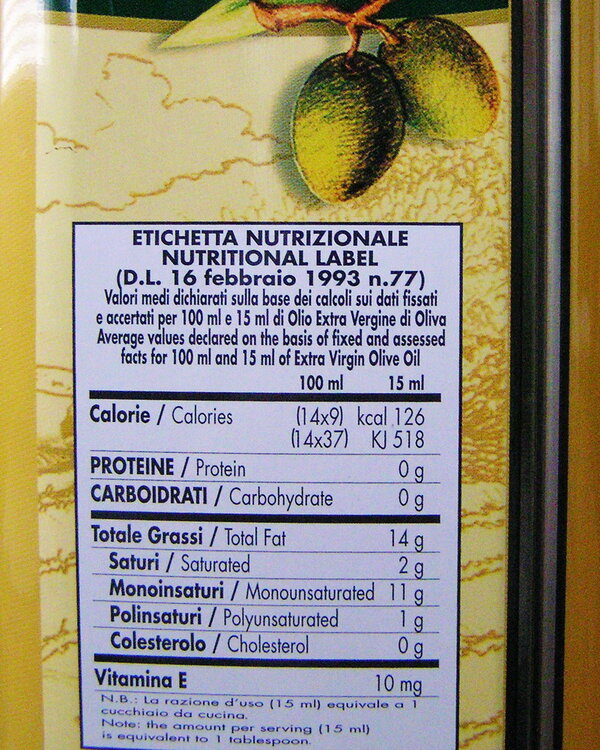 ETICHETTA NUTRIZIONALE
NUTRITIONAL LABEL
(D.L. 16 febbraio 1993 n.77)
Valori medi dichiarati sulla base dei calcoli sui dati fissati
e accertati per 100 ml e 15 ml di Olio Extra Vergine di Oliva
Average values declared on the basis of fixed and assessed
facts for 100 ml and 15 ml of Extra Virgin Olive Oil
100 ml 15 ml
Calorie / Calories (14x9) kcal 126
(14x37) KJ 518
PROTEINE / Protein 0 g
CARBOIDRATI / Carbohydrate 0 g
Totale Grassi / Total Fat 14 g
Saturi / Saturated 2 g
Monoinsaturi / Monounsaturated 11 g
Polinsaturi / Polyunsaturated 1 g
Colesterolo / Cholesterol 0 g
Vitamina E 10 mg
N.B.: La razione d'uso (15 ml) equivale a 1
cucchiaio da cucina.
Note: the amount per serving (15 ml)
is equivalent to 1 tablespoon.